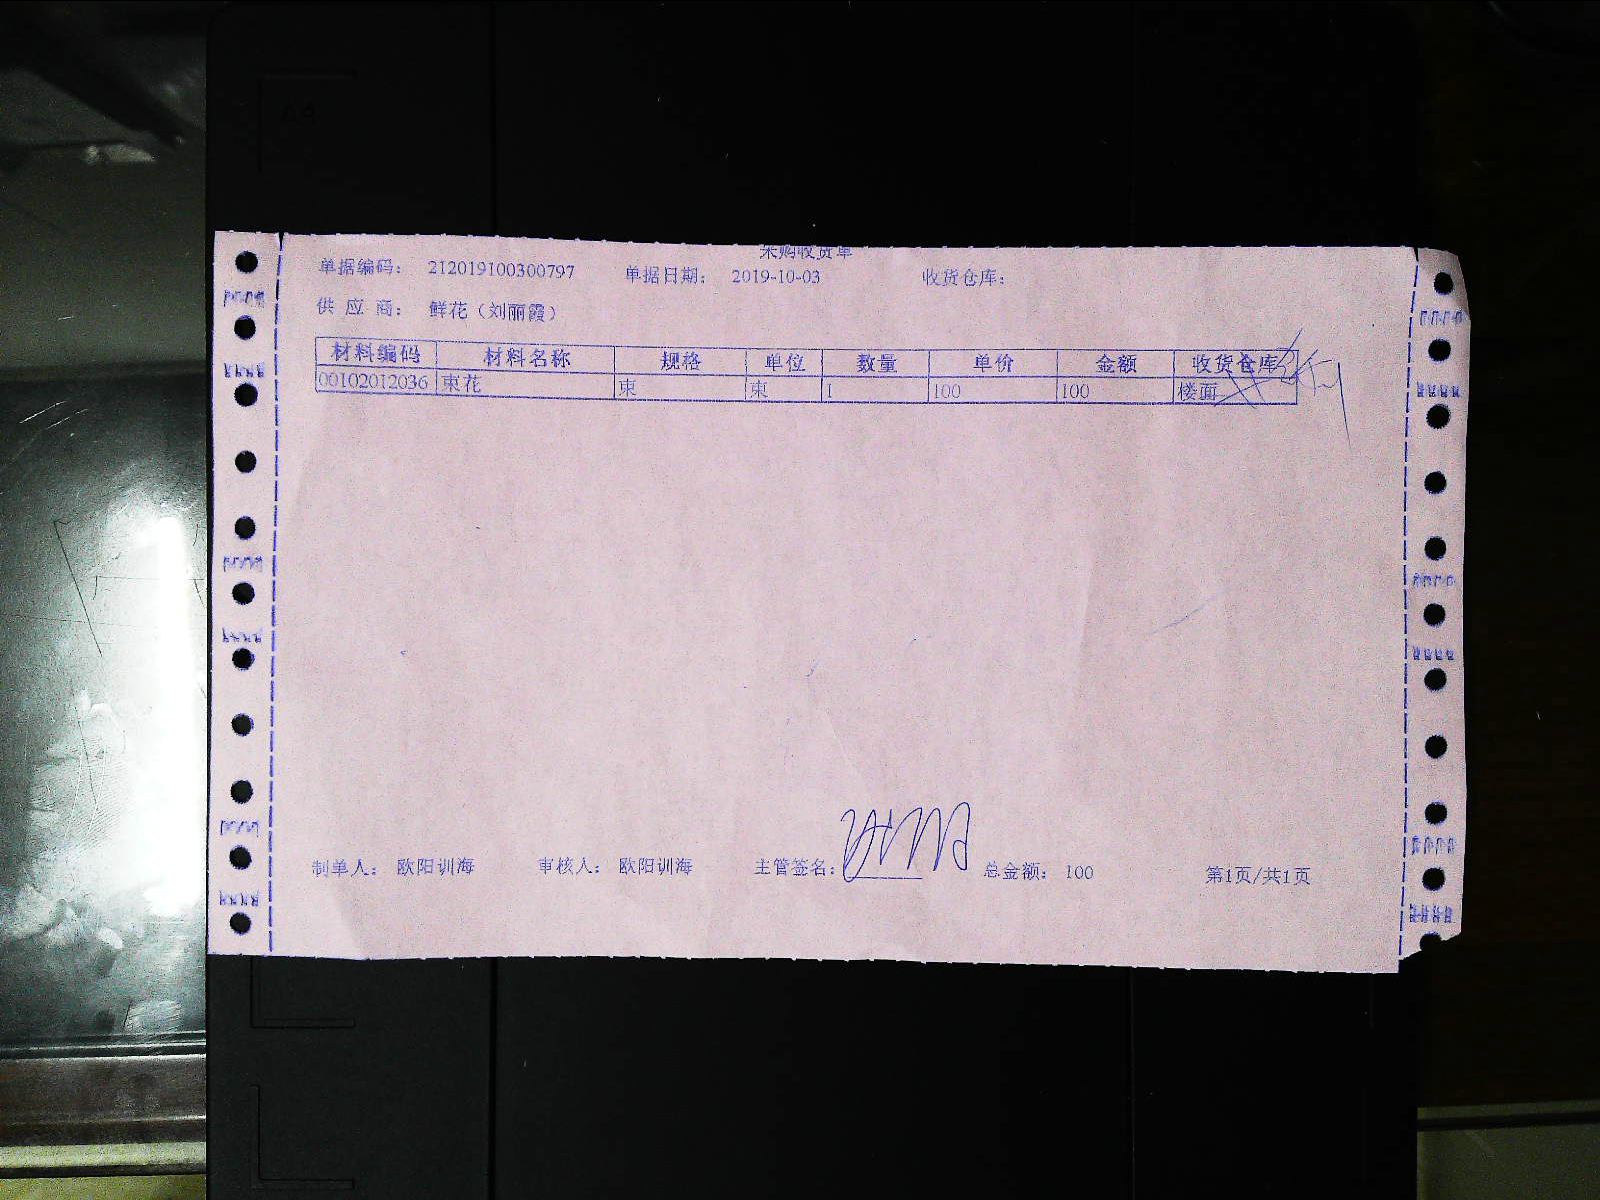 采购收货单
单据编码: 212019100300797 单据日期: 2019-10-03 收货仓库:
供 应 商: 鲜花（刘丽霞）
材料编码 材料名称 规格 单位 数量 单价 金额 收货仓库
00102012036 束花 束 束 1 100 100 楼面
制单人: 欧阳训海 审核人: 欧阳训海 主管签名: 总金额: 100 第1页/共1页